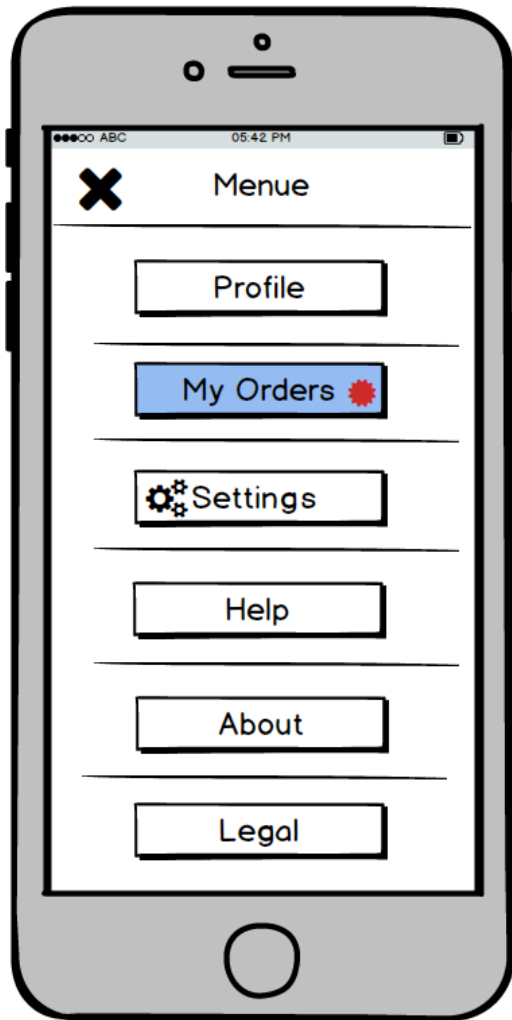 ABC 05:42 PM
Menue
Profile
My Orders
Settings
Help
About
Legal